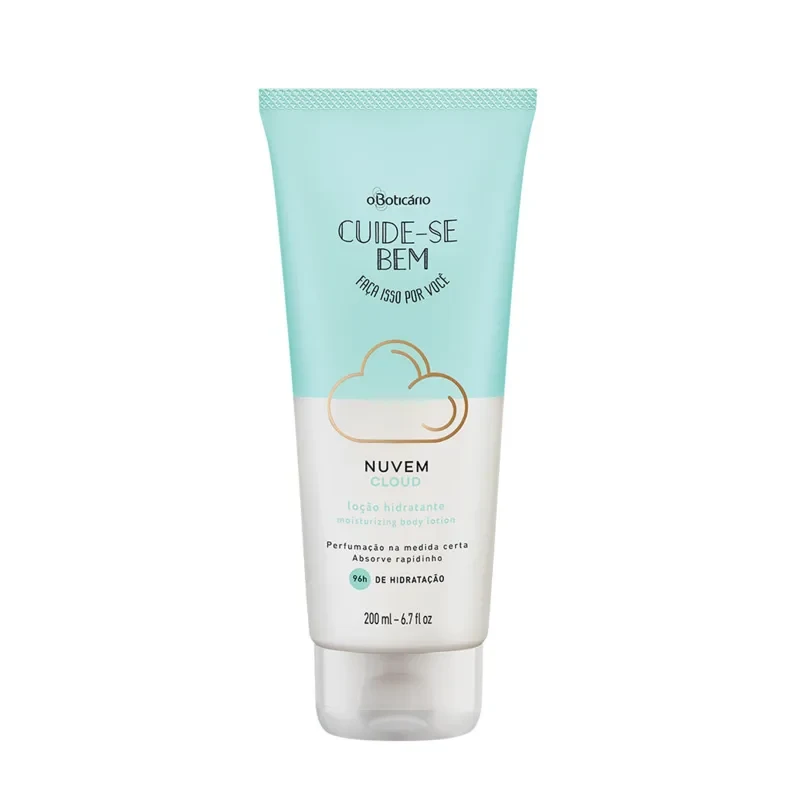 oBoticário
CUIDE-SE
BEM
FAÇA ISSO POR VOCÊ
NUVEM
CLOUD
loção hidratante
moisturizing body lotion
Perfumação na medida certa
Absorve rapidinho
96h DE HIDRATAÇÃO
200 ml – 6.7 fl oz